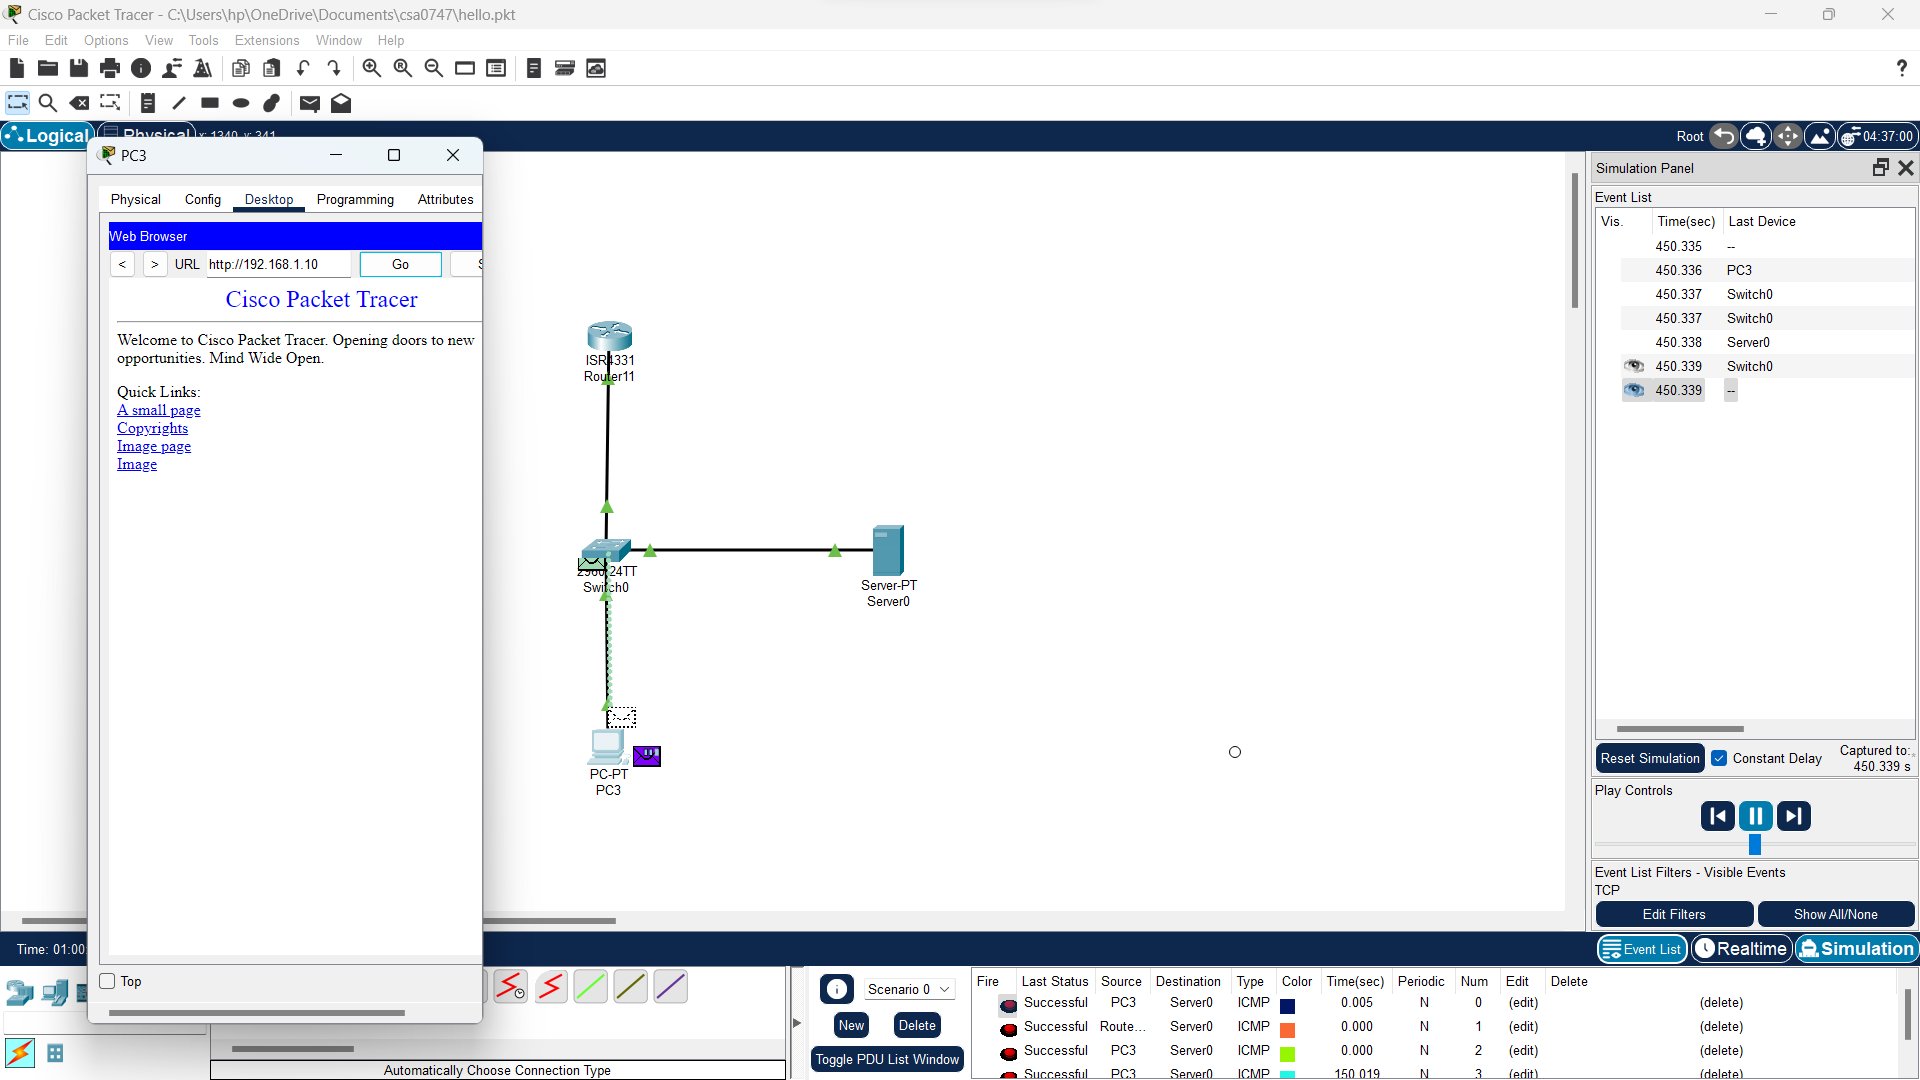 Cisco Packet Tracer - C:\Users\hp\OneDrive\Documents\csa0747\hello.pkt
File Edit Options View Tools Extensions Window Help
Logical Physical x: 1340, y: 341 Root 04:37:00
PC3
Physical Config Desktop Programming Attributes
Web Browser
< > URL http://192.168.1.10 Go S
Cisco Packet Tracer
Welcome to Cisco Packet Tracer. Opening doors to new
opportunities. Mind Wide Open.
Quick Links:
A small page
Copyrights
Image page
Image
Top
ISR4331
Router11
2960-24TT
Switch0
Server-PT
Server0
PC-PT
PC3
Simulation Panel
Event List
Vis. Time(sec) Last Device
450.335 --
450.336 PC3
450.337 Switch0
450.337 Switch0
450.338 Server0
450.339 Switch0
450.339 --
Reset Simulation Constant Delay Captured to:
450.339 s
Play Controls
Event List Filters - Visible Events
TCP
Edit Filters Show All/None
Time: 01:00: Event List Realtime Simulation
Scenario 0
New Delete
Toggle PDU List Window
Automatically Choose Connection Type
Fire Last Status Source Destination Type Color Time(sec) Periodic Num Edit Delete
Successful PC3 Server0 ICMP 0.005 N 0 (edit) (delete)
Successful Route... Server0 ICMP 0.000 N 1 (edit) (delete)
Successful PC3 Server0 ICMP 0.000 N 2 (edit) (delete)
Successful PC3 Server0 ICMP 150.019 N 3 (edit) (delete)